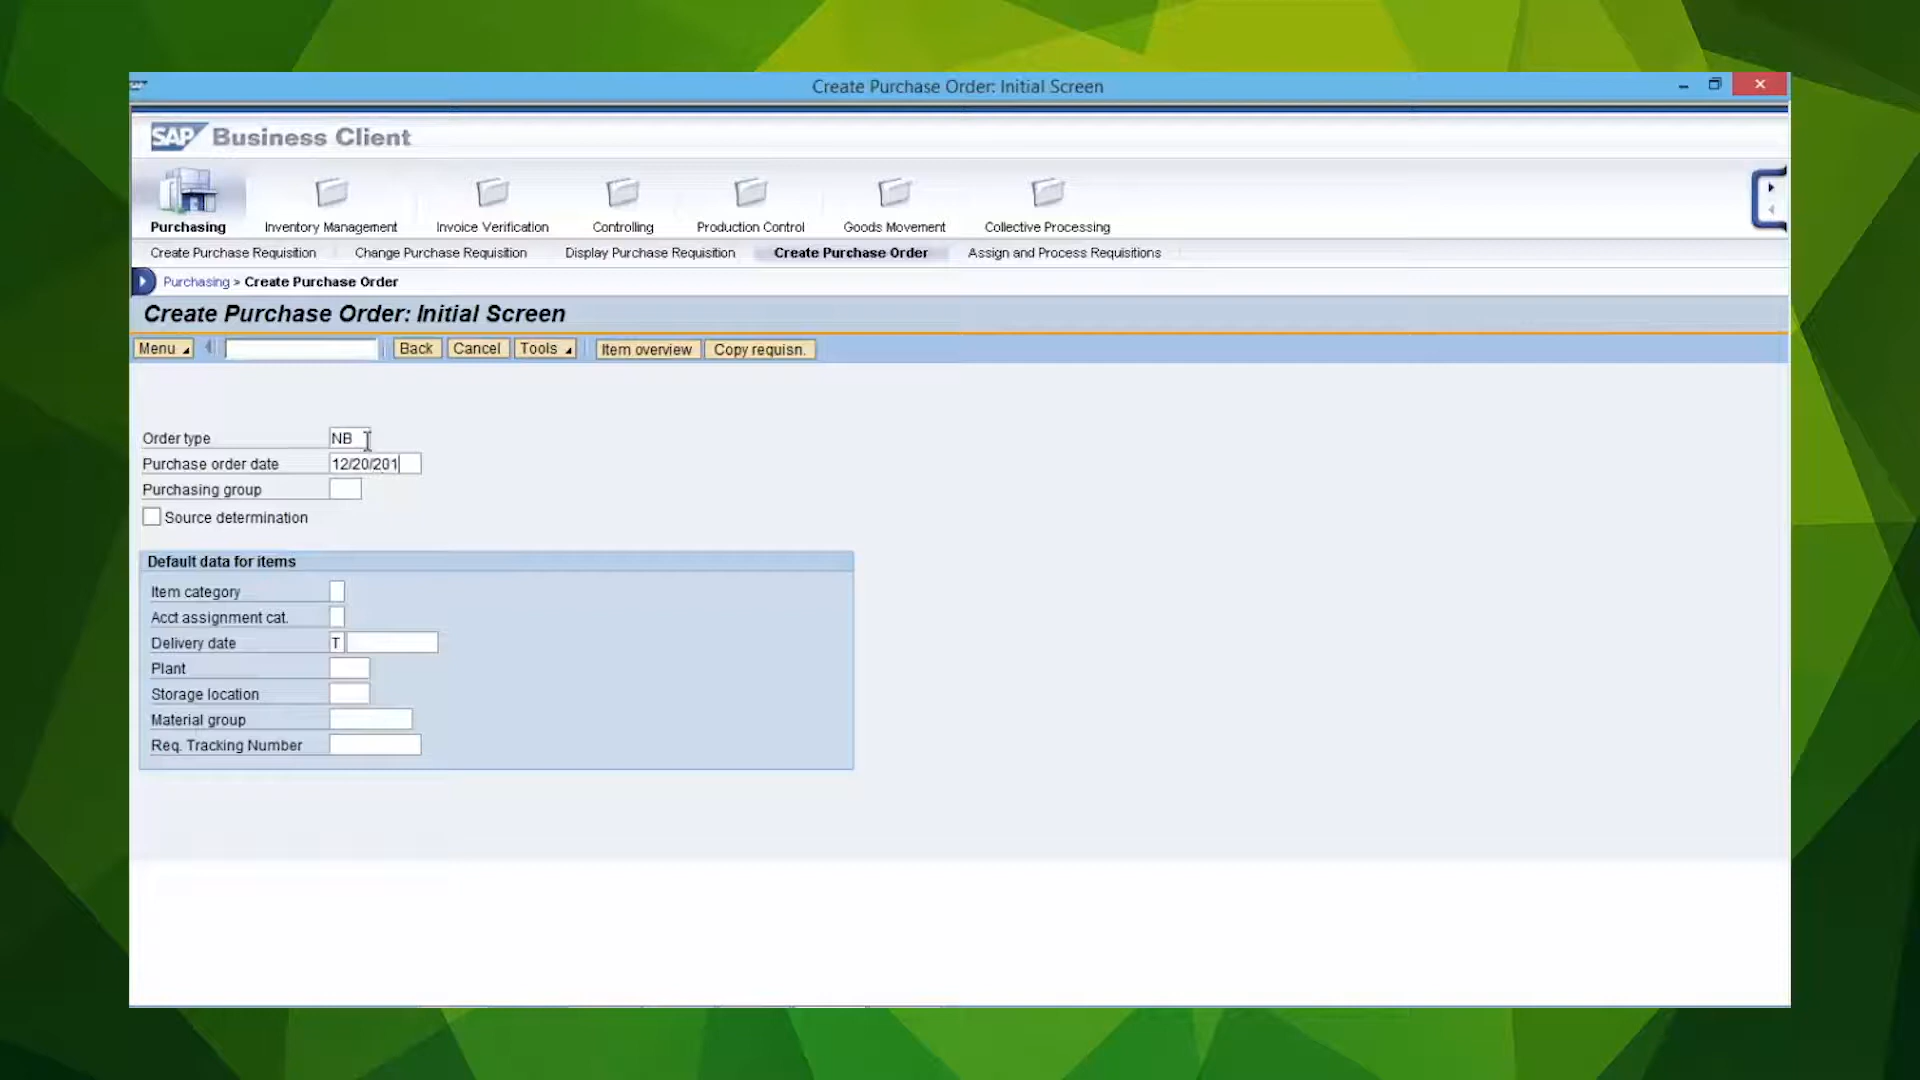 SAP Create Purchase Order: Initial Screen
SAP Business Client
Purchasing Inventory Management Invoice Verification Controlling Production Control Goods Movement Collective Processing
Create Purchase Requisition Change Purchase Requisition Display Purchase Requisition Create Purchase Order Assign and Process Requisitions
Purchasing > Create Purchase Order
Create Purchase Order: Initial Screen
Menu Back Cancel Tools Item overview Copy requisn.
Order type NB
Purchase order date 12/20/201
Purchasing group
Source determination
Default data for items
Item category
Acct assignment cat.
Delivery date T
Plant
Storage location
Material group
Req. Tracking Number